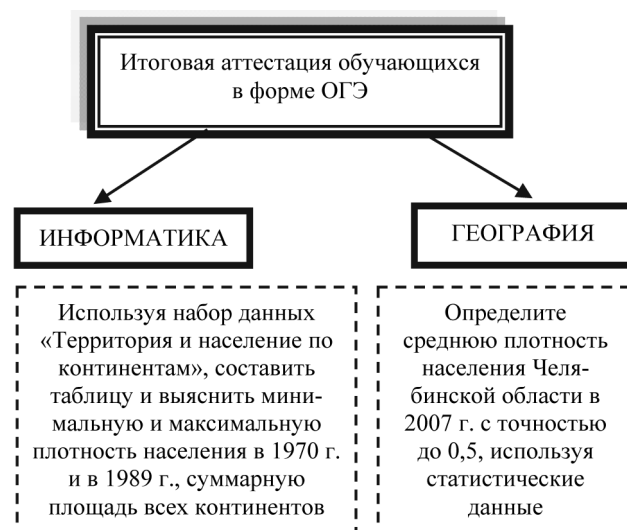 Итоговая аттестация обучающихся
в форме ОГЭ
ИНФОРМАТИКА
Используя набор данных
«Территория и население по
континентам», составить
таблицу и выяснить мини-
мальную и максимальную
плотность населения в 1970 г.
и в 1989 г., суммарную
площадь всех континентов
ГЕОГРАФИЯ
Определите
среднюю плотность
населения Челя-
бинской области в
2007 г. с точностью
до 0,5, используя
статистические
данные